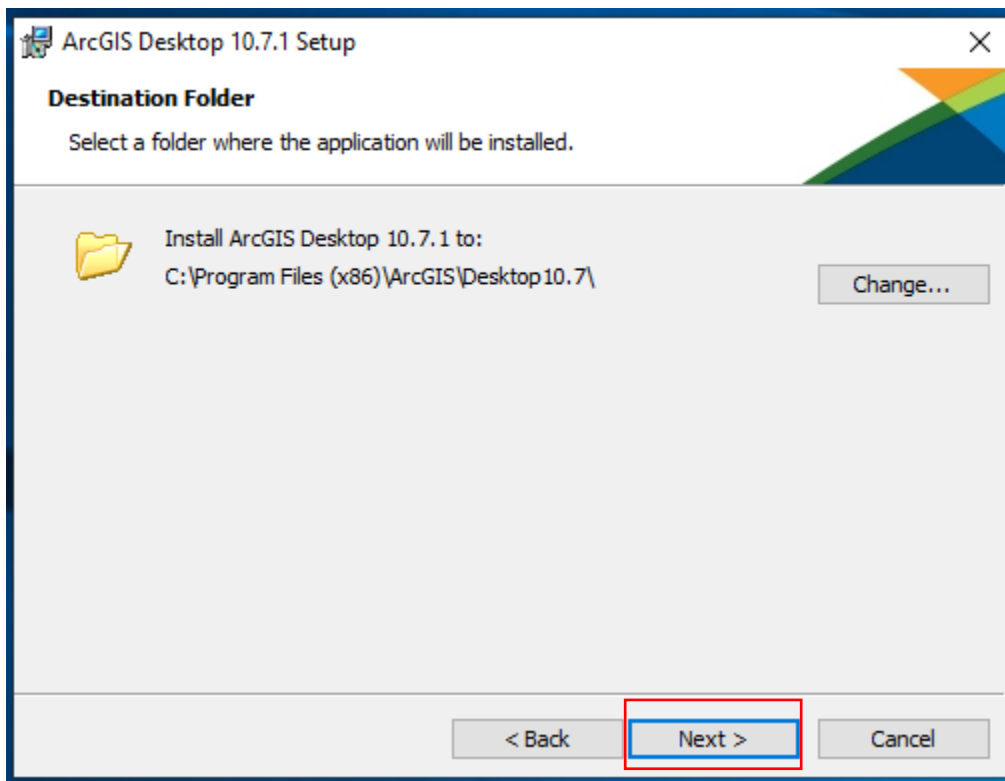 ArcGIS Desktop 10.7.1 Setup
Destination Folder
Select a folder where the application will be installed.
Install ArcGIS Desktop 10.7.1 to:
C:\Program Files (x86)\ArcGIS\Desktop10.7\
Change...
< Back
Next >
Cancel